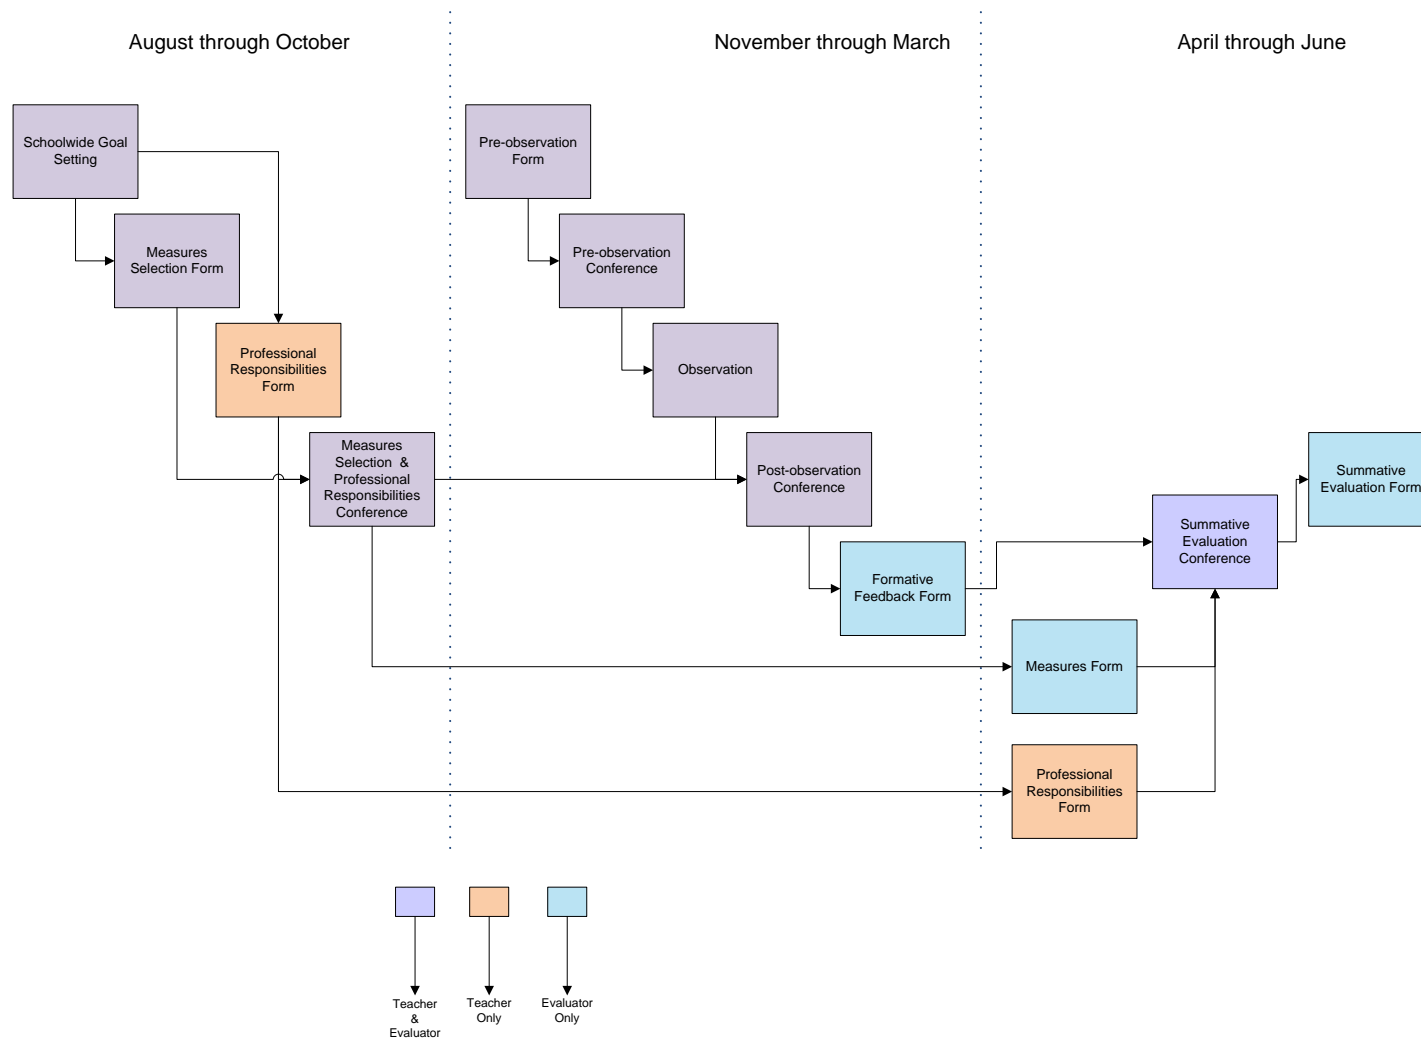 August through October
November through March
April through June
Schoolwide Goal
Setting
Pre-observation
Form
Measures
Selection Form
Pre-observation
Conference
Professional
Responsibilities
Form
Observation
Measures
Selection &
Professional
Responsibilities
Conference
Post-observation
Conference
Summative
Evaluation Form
Summative
Evaluation
Conference
Formative
Feedback Form
Measures Form
Professional
Responsibilities
Form
Teacher
&
Evaluator
Teacher
Only
Evaluator
Only